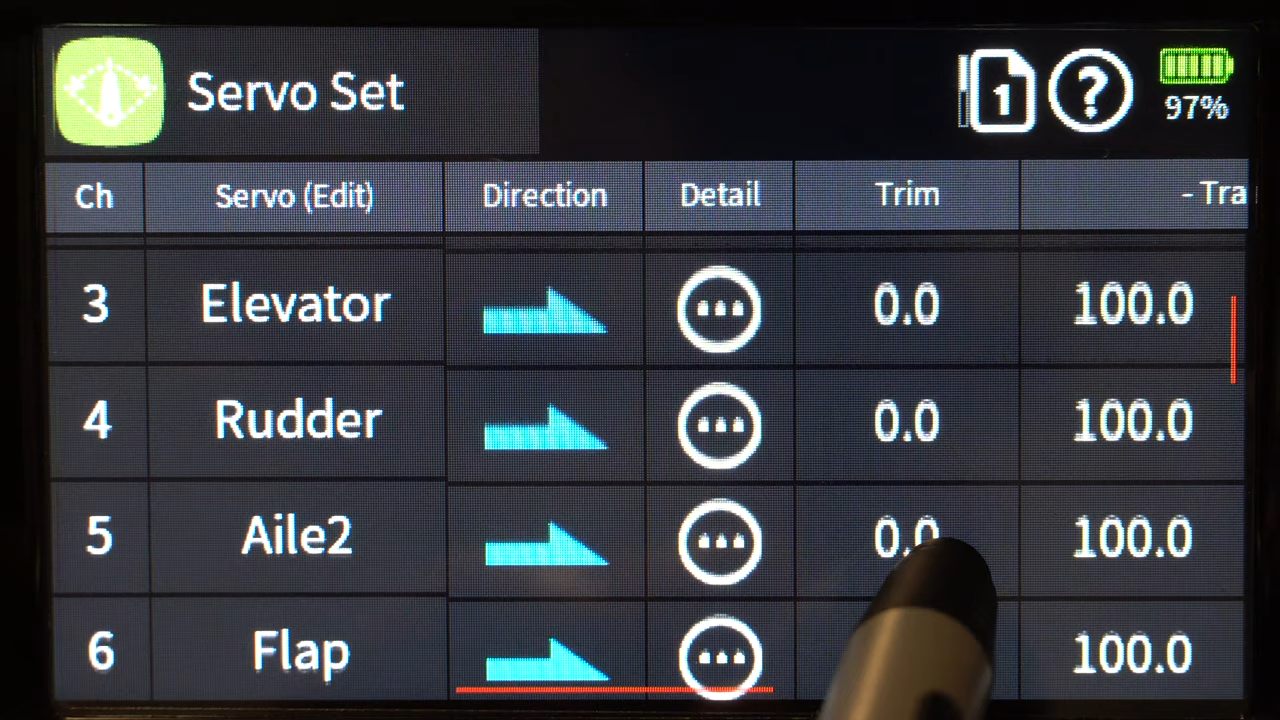 Servo Set
1
?
97%
Ch Servo (Edit) Direction Detail Trim - Tra
3 Elevator 0.0 100.0
4 Rudder 0.0 100.0
5 Aile2 0.0 100.0
6 Flap 100.0